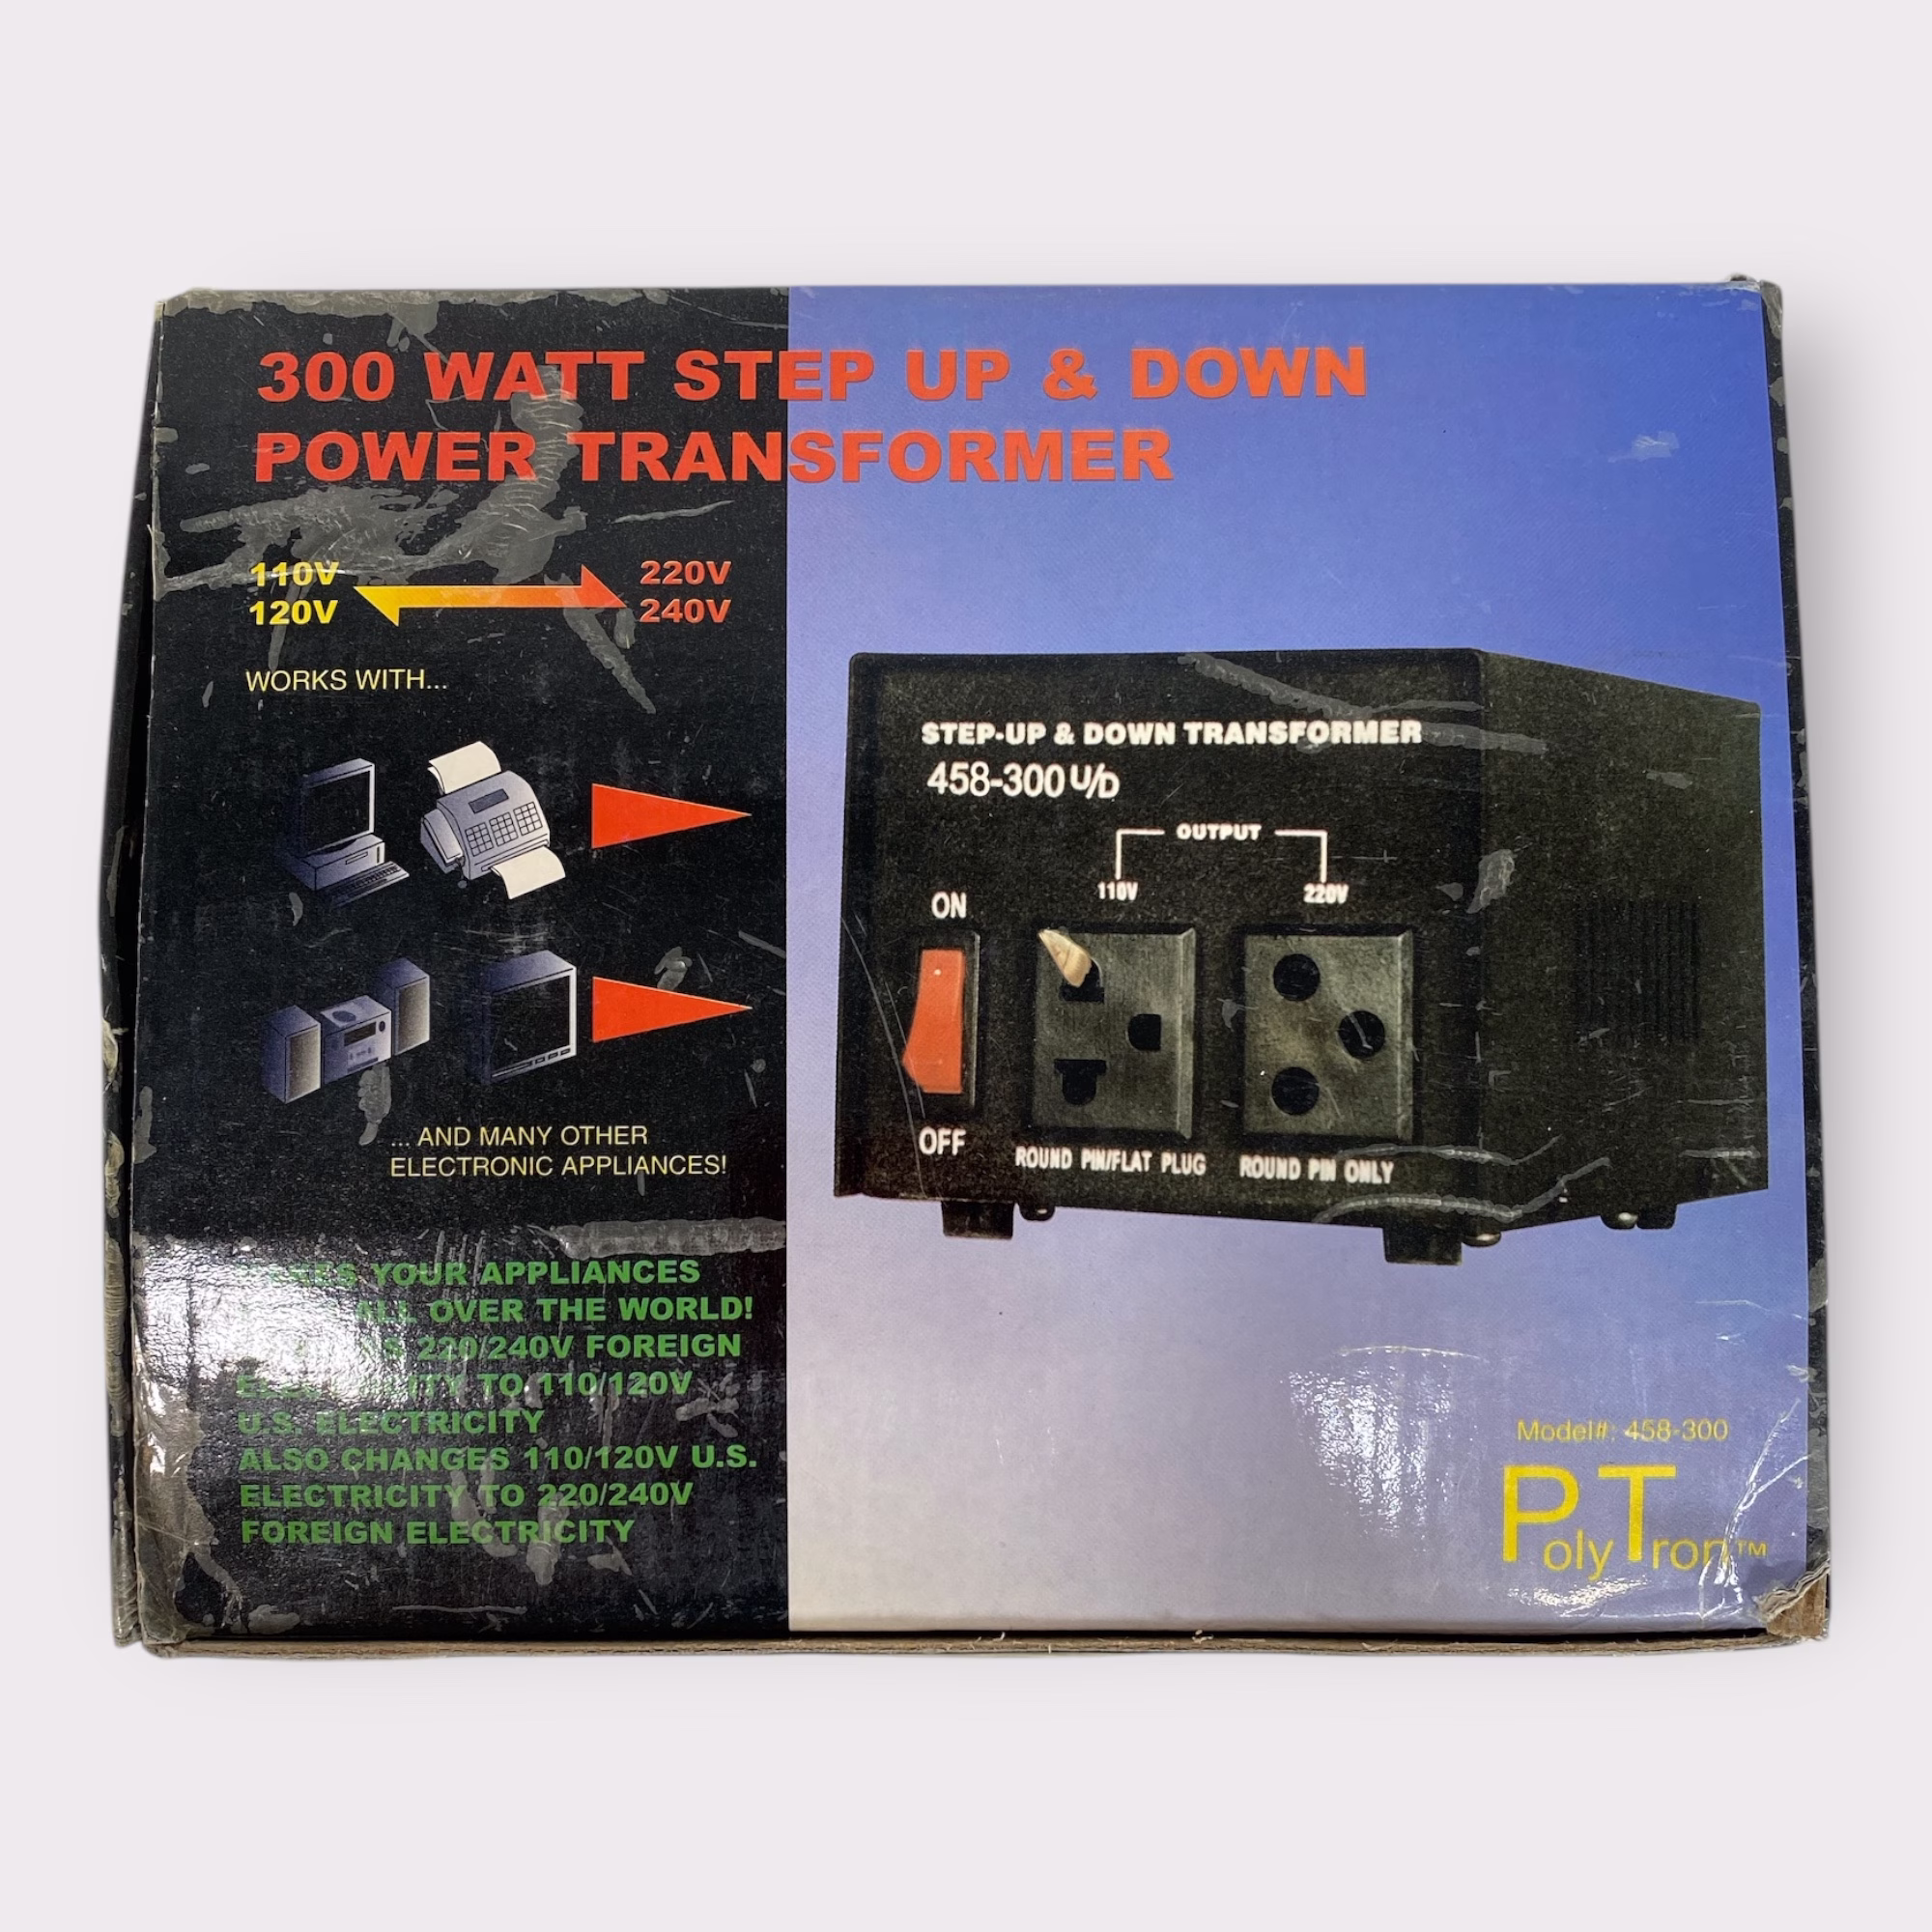 300 WATT STEP UP & DOWN
POWER TRANSFORMER
110V
120V
220V
240V
WORKS WITH...
... AND MANY OTHER
ELECTRONIC APPLIANCES!
YOUR APPLIANCES
ALL OVER THE WORLD!
220/240V FOREIGN
TO 110/120V
U.S. ELECTRICITY
ALSO CHANGES 110/120V U.S.
ELECTRICITY TO 220/240V
FOREIGN ELECTRICITY
STEP-UP & DOWN TRANSFORMER
458-300 U/D
OUTPUT
110V
220V
ON
OFF
ROUND PIN/FLAT PLUG
ROUND PIN ONLY
Model#: 458-300
PolyTron™